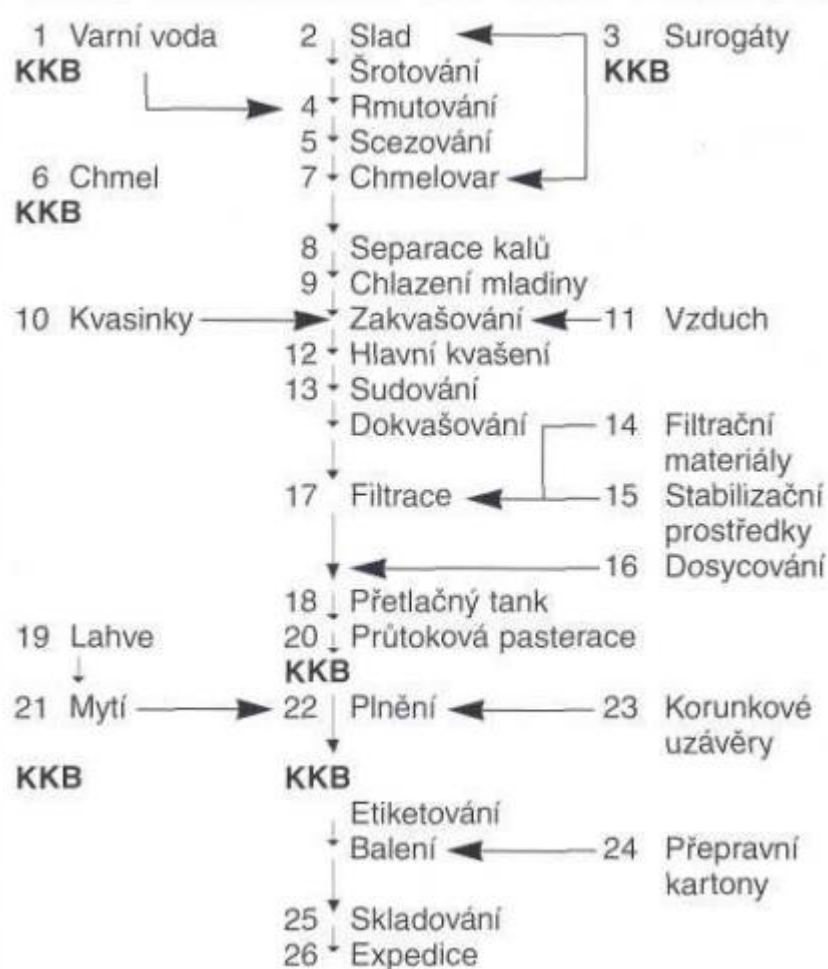 1 Varní voda 2 Slad 3 Surogáty
KKB Šrotování KKB
4 Rmutování
5 Scezování
6 Chmel 7 Chmelovar
KKB
8 Separace kalů
9 Chlazení mladiny
10 Kvasinky Zakvašování 11 Vzduch
12 Hlavní kvašení
13 Sudování
Dokvašování 14 Filtrační
materiály
17 Filtrace 15 Stabilizační
prostředky
16 Dosycování
18 Přetlačný tank
19 Lahve 20 Průtoková pasterace
KKB
21 Mytí 22 Plnění 23 Korunkové
uzávěry
KKB KKB
Etiketování
Balení 24 Přepravní
kartony
25 Skladování
26 Expedice